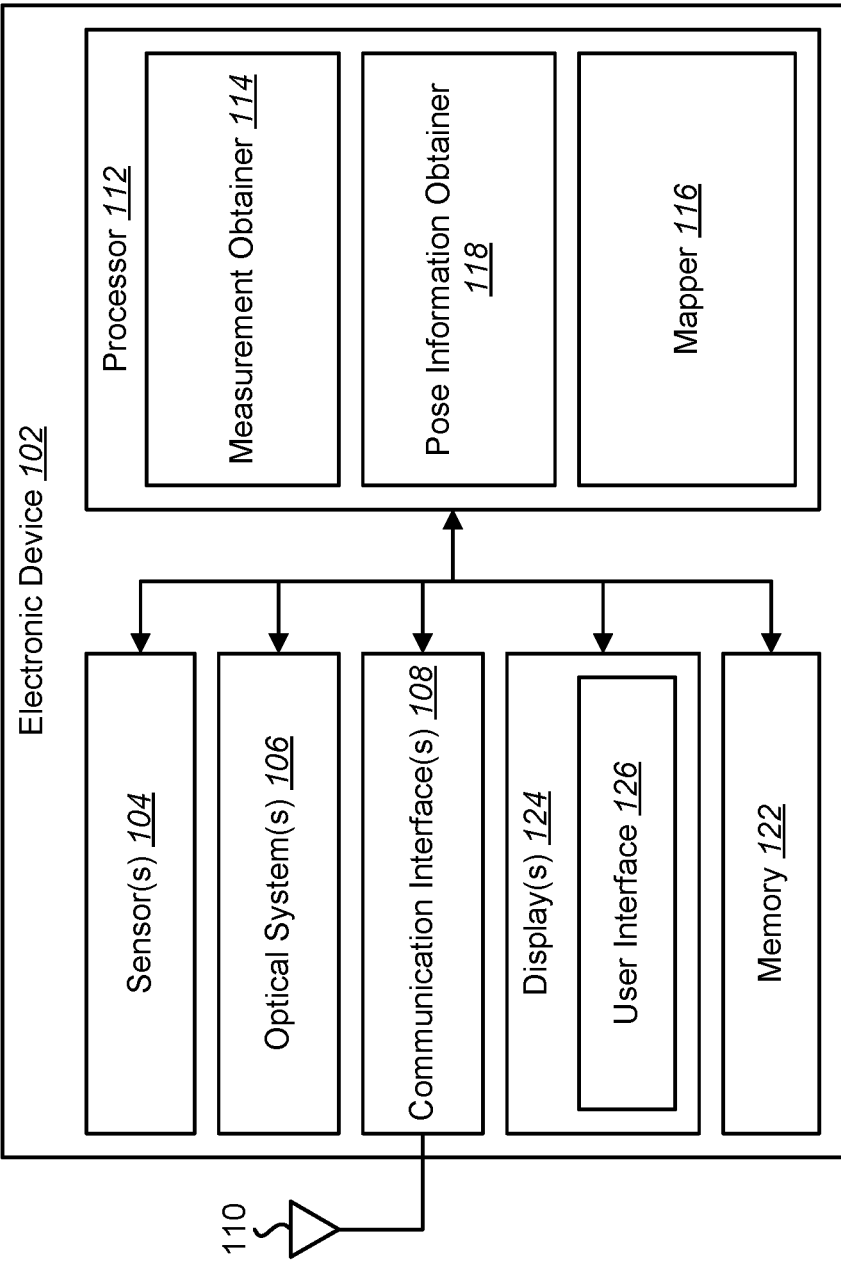 Electronic Device 102
Sensor(s) 104
Optical System(s) 106
Communication Interface(s) 108
110
Display(s) 124
User Interface 126
Memory 122
Processor 112
Measurement Obtainer 114
Pose Information Obtainer
118
Mapper 116